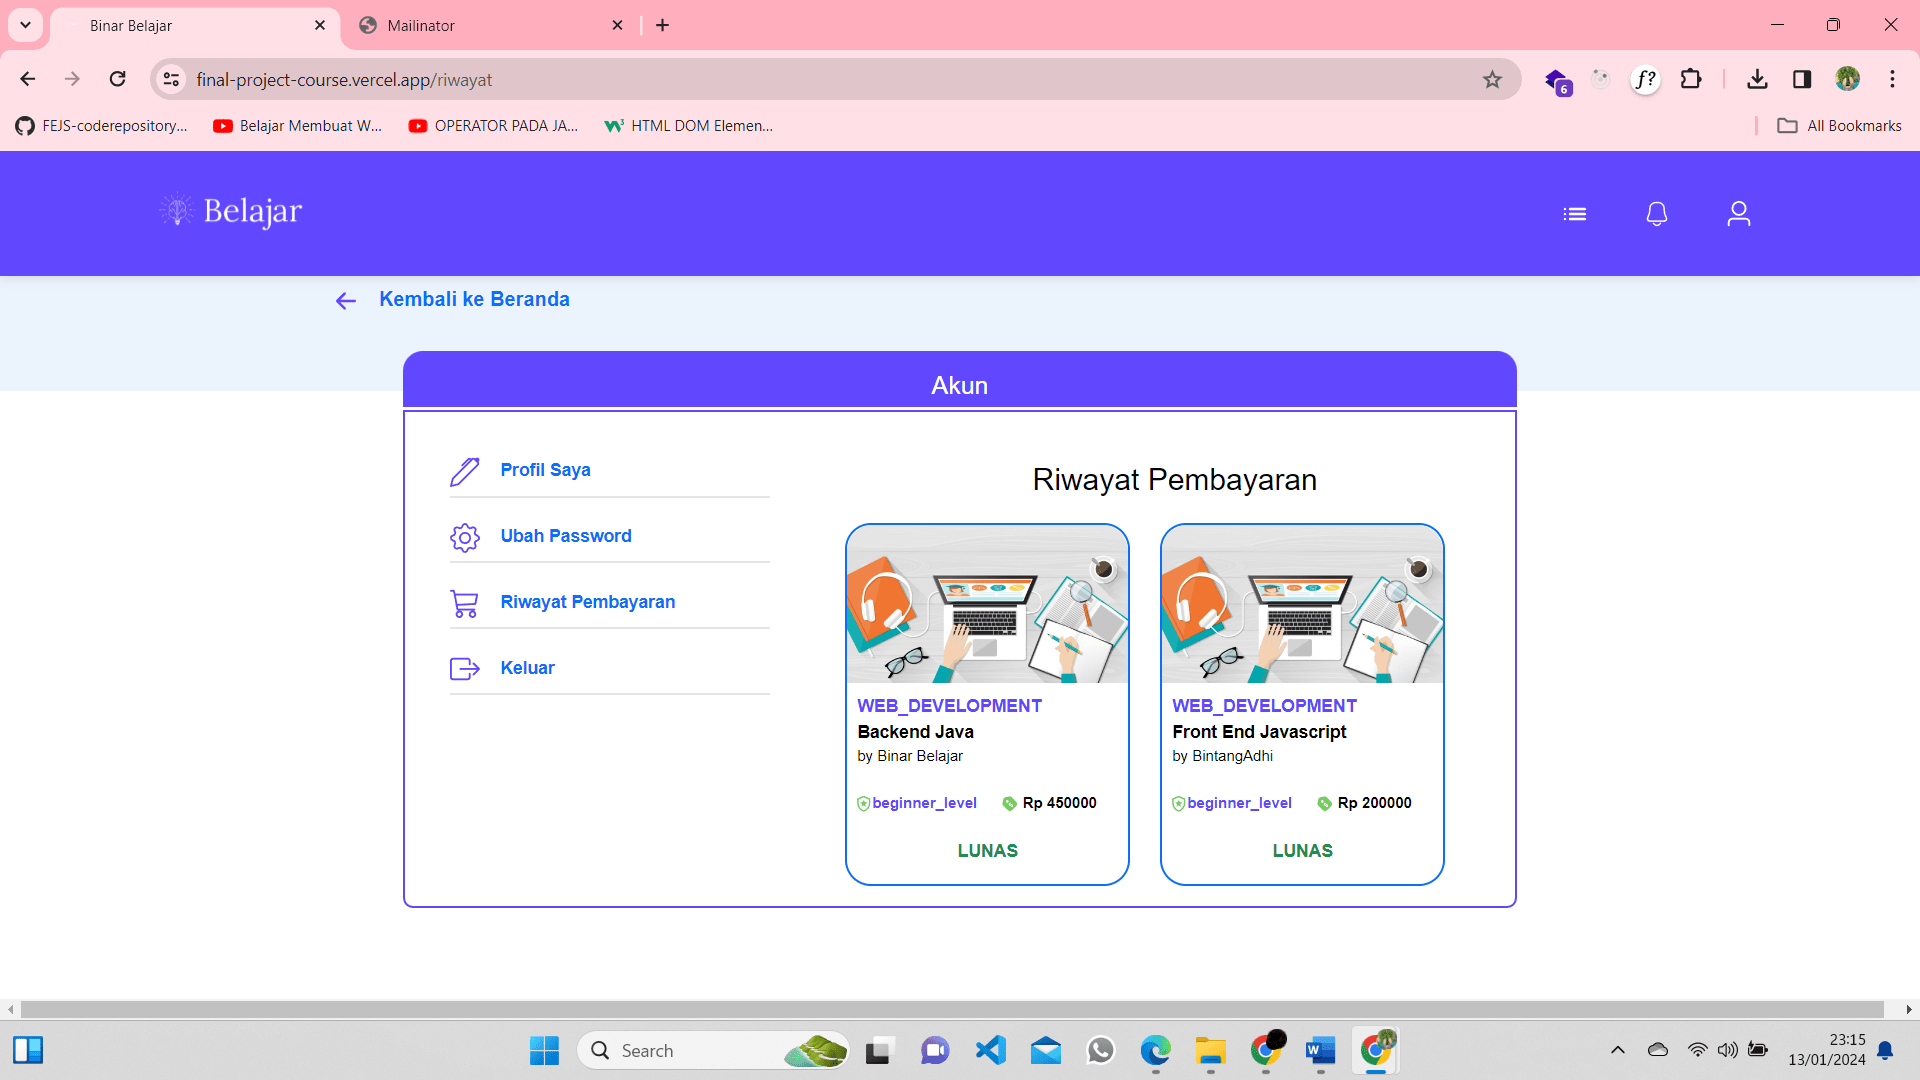 Binar Belajar
Mailinator
final-project-course.vercel.app/riwayat
6
f?
FEJS-coderepository...
Belajar Membuat W...
OPERATOR PADA JA...
W3
HTML DOM Elemen...
All Bookmarks
Belajar
Kembali ke Beranda
Akun
Profil Saya
Ubah Password
Riwayat Pembayaran
Keluar
Riwayat Pembayaran
WEB_DEVELOPMENT
Backend Java
by Binar Belajar
beginner_level
Rp 450000
LUNAS
WEB_DEVELOPMENT
Front End Javascript
by BintangAdhi
beginner_level
Rp 200000
LUNAS
Search
W
23:15
13/01/2024